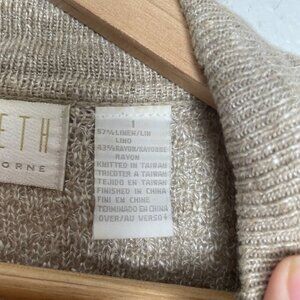 ETH
ORNE
1
57% LINEN/LIN
LINO
43% RAYON/RAYONNE
RAYON
KNITTED IN TAIWAN
TRICOTER A TAIWAN
TEJIDO EN TAIWAN
FINISHED IN CHINA
FINI EN CHINE
TERMINADO EN CHINA
OVER/AU VERSO